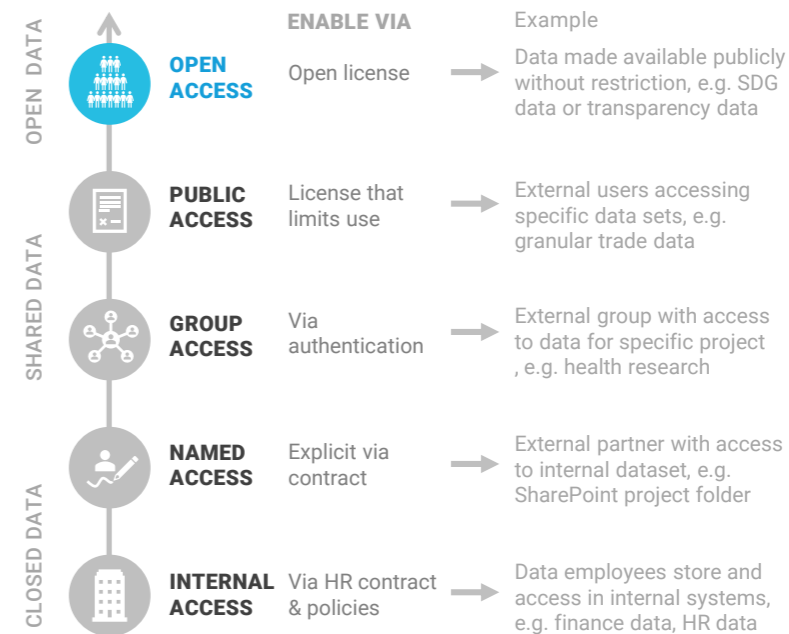 ENABLE VIA
Example
OPEN DATA
OPEN
ACCESS
Open license
Data made available publicly
without restriction, e.g. SDG
data or transparency data
SHARED DATA
PUBLIC
ACCESS
License that
limits use
External users accessing
specific data sets, e.g.
granular trade data
GROUP
ACCESS
Via
authentication
External group with access
to data for specific project
, e.g. health research
CLOSED DATA
NAMED
ACCESS
Explicit via
contract
External partner with access
to internal dataset, e.g.
SharePoint project folder
INTERNAL
ACCESS
Via HR contract
& policies
Data employees store and
access in internal systems,
e.g. finance data, HR data